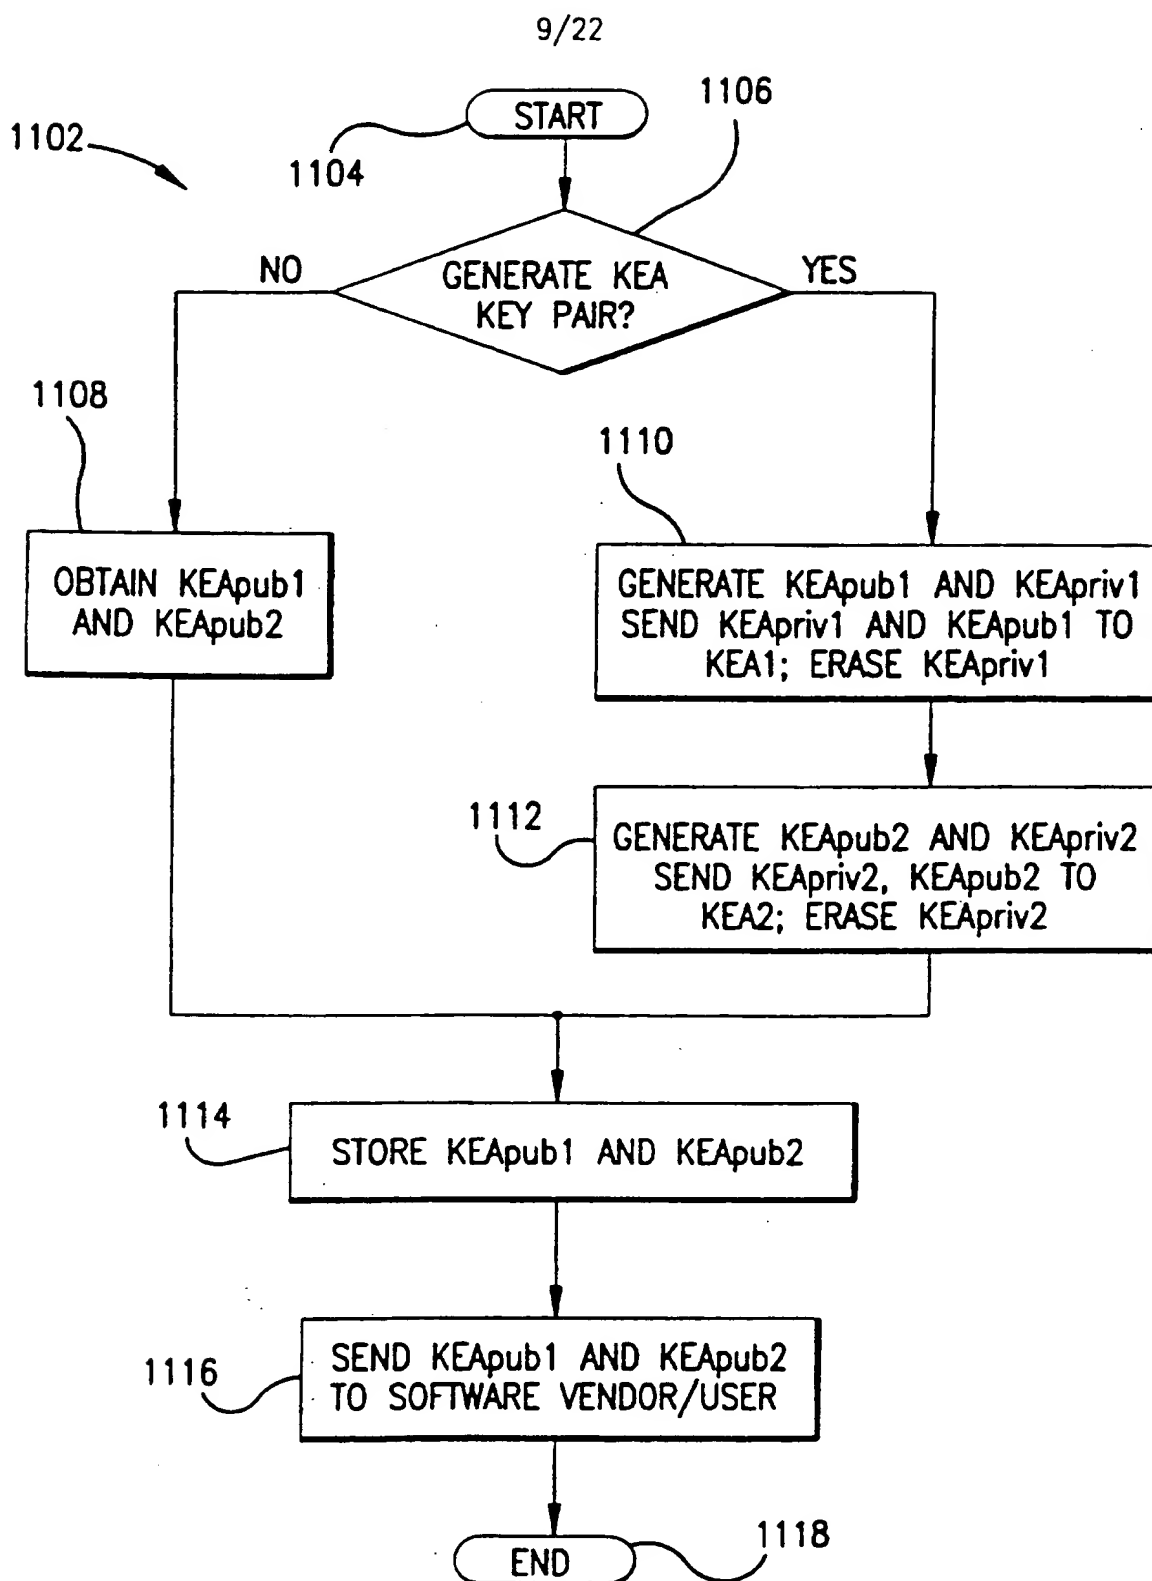 9/22
1106
START
1102
1104
NO
YES
GENERATE KEA
KEY PAIR?
1108
1110
OBTAIN KEApub1
AND KEApub2
GENERATE KEApub1 AND KEApriv1
SEND KEApriv1 AND KEApub1 TO
KEA1; ERASE KEApriv1
1112
GENERATE KEApub2 AND KEApriv2
SEND KEApriv2, KEApub2 TO
KEA2; ERASE KEApriv2
1114
STORE KEApub1 AND KEApub2
1116
SEND KEApub1 AND KEApub2
TO SOFTWARE VENDOR/USER
END
1118